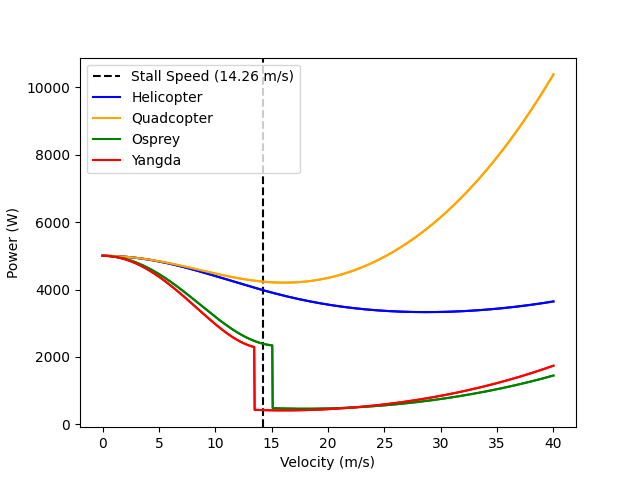 Stall Speed (14.26 m/s)
Helicopter
Quadcopter
Osprey
Yangda
10000
8000
6000
4000
2000
0
Power (W)
0 5 10 15 20 25 30 35 40
Velocity (m/s)